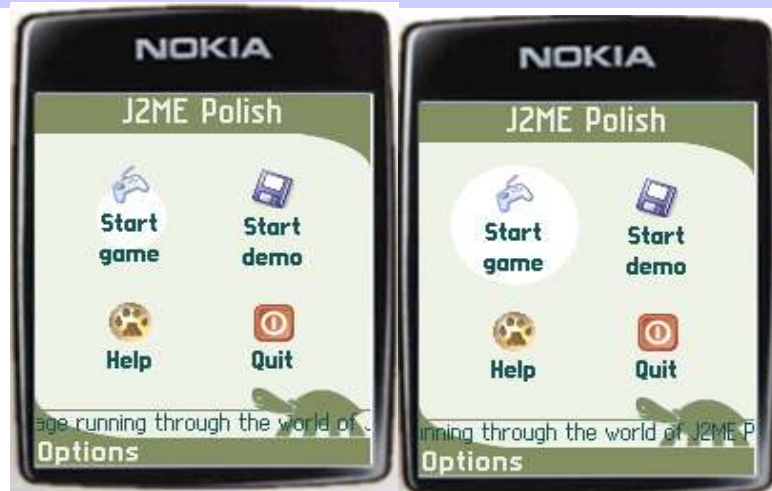 NOKIA
J2ME Polish
Start
game
Start
demo
Help
Quit
age running through the world of J
Options
NOKIA
J2ME Polish
Start
game
Start
demo
Help
Quit
nning through the world of J2ME P
Options